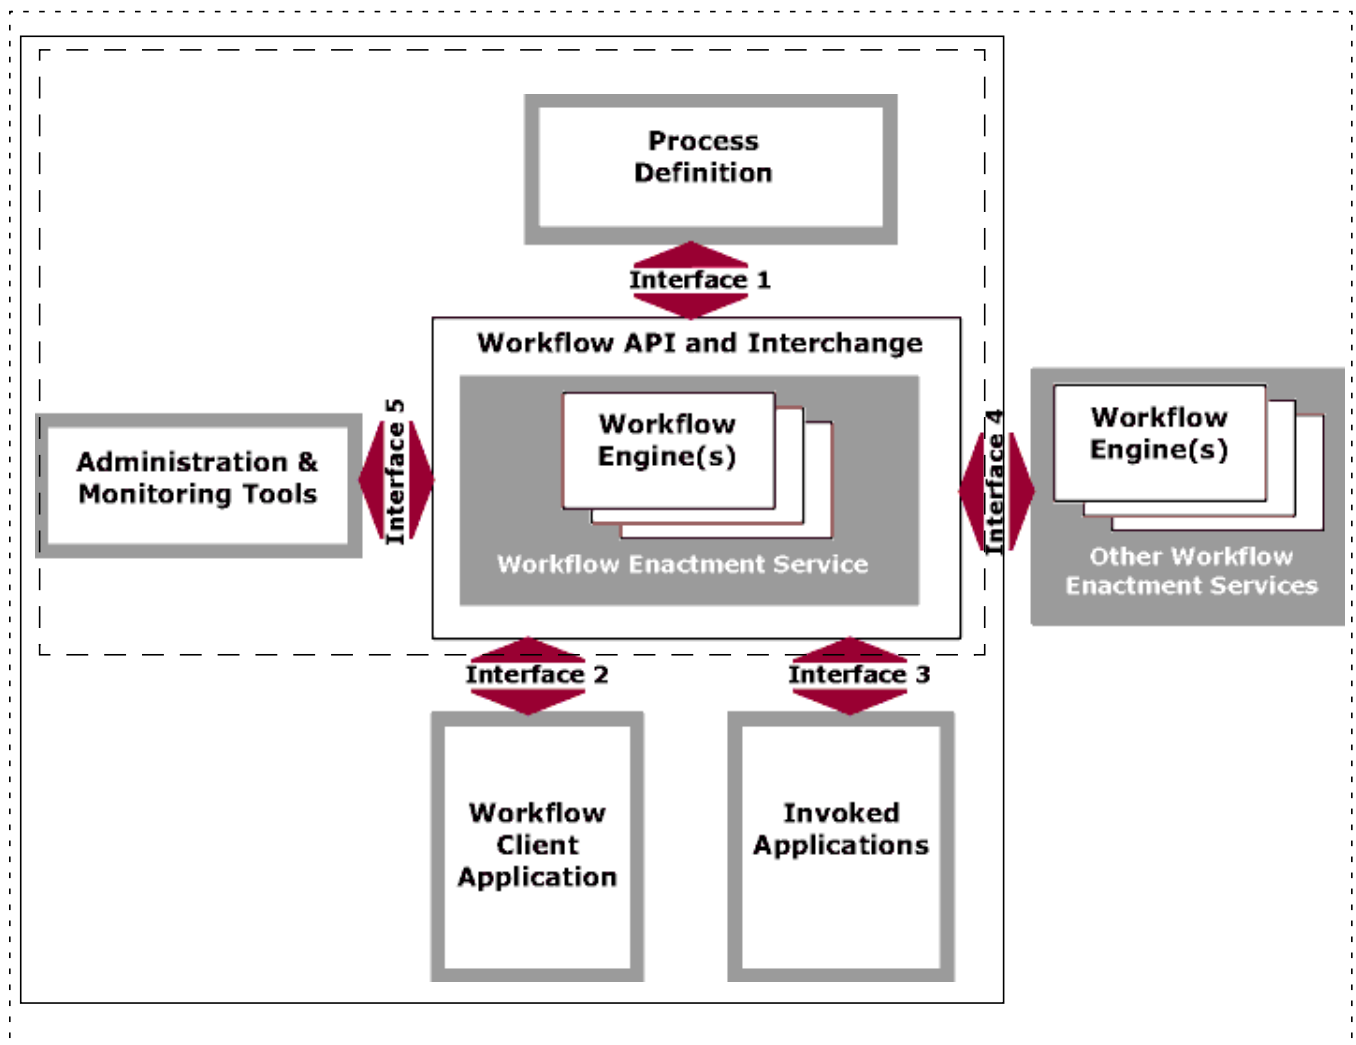 Process
Definition
Interface 1
Workflow API and Interchange
Workflow
Engine(s)
Workflow Enactment Service
Administration &
Monitoring Tools
Interface 5
Interface 4
Workflow
Engine(s)
Other Workflow
Enactment Services
Interface 2
Interface 3
Workflow
Client
Application
Invoked
Applications